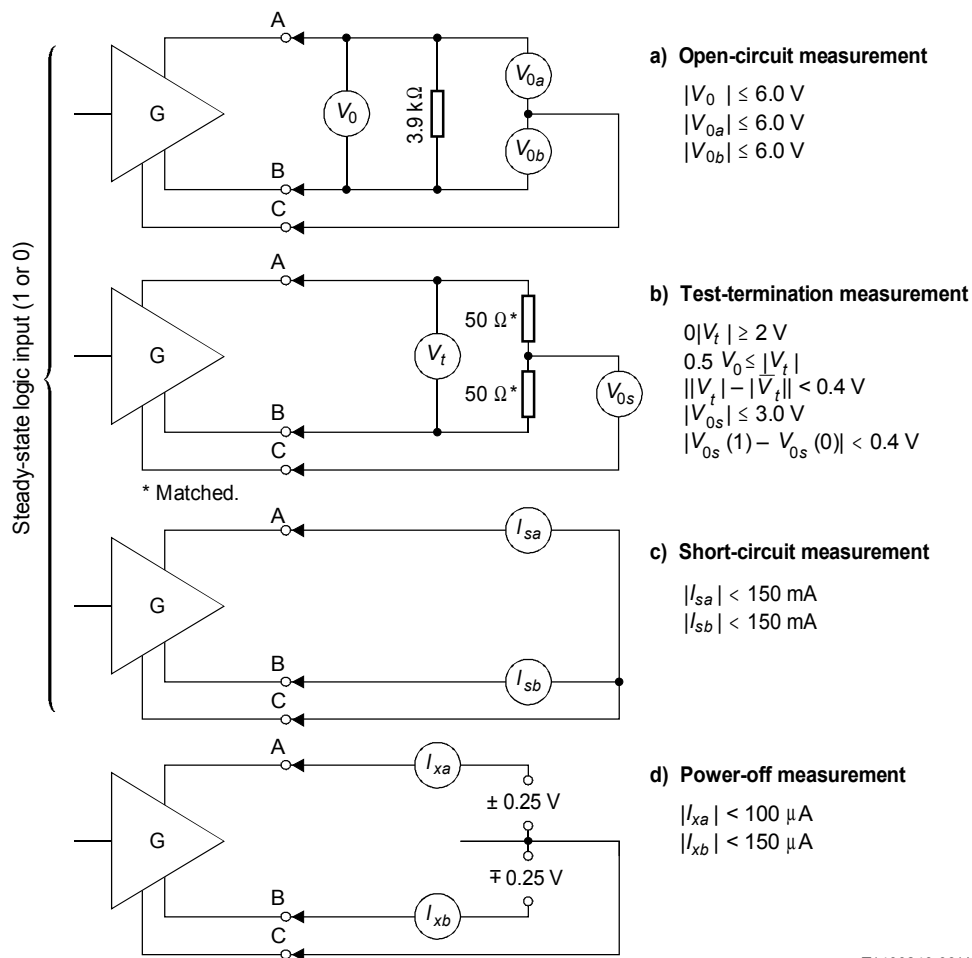 Steady-state logic input (1 or 0)
A
G
V0
3.9 kΩ
V0a
V0b
B
C
a) Open-circuit measurement
|V0 | ≤ 6.0 V
|V0a| ≤ 6.0 V
|V0b| ≤ 6.0 V
A
G
Vt
50 Ω*
50 Ω*
V0s
B
C
* Matched.
b) Test-termination measurement
0|Vt | ≥ 2 V
0.5 V0 ≤ |Vt |
||Vt | – |V̅t|| < 0.4 V
|V0s| ≤ 3.0 V
|V0s (1) – V0s (0)| < 0.4 V
A
G
Isa
B
Isb
C
c) Short-circuit measurement
|Isa| < 150 mA
|Isb| < 150 mA
A
G
Ixa
± 0.25 V
∓ 0.25 V
B
Ixb
C
d) Power-off measurement
|Ixa| < 100 μA
|Ixb| < 150 μA